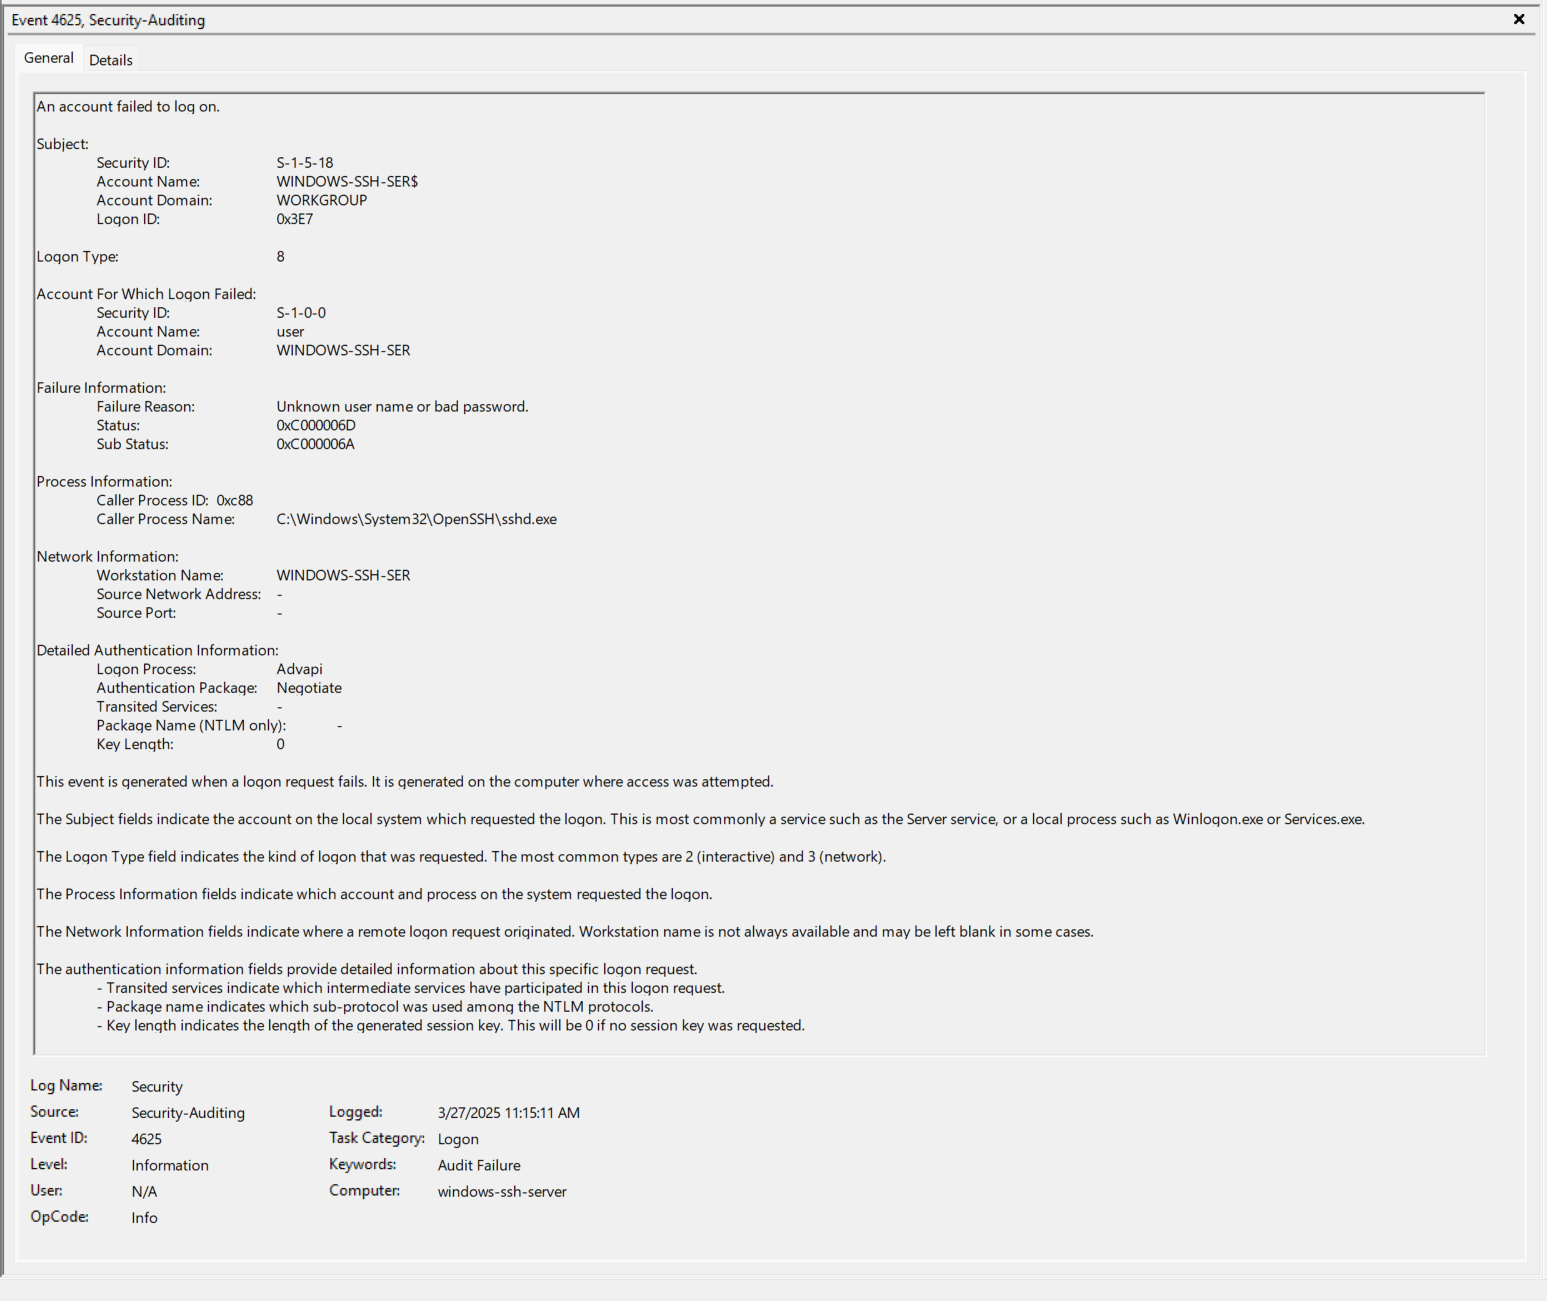 Event 4625, Security-Auditing
General Details
An account failed to log on.
Subject:
Security ID: S-1-5-18
Account Name: WINDOWS-SSH-SER$
Account Domain: WORKGROUP
Logon ID: 0x3E7
Logon Type: 8
Account For Which Logon Failed:
Security ID: S-1-0-0
Account Name: user
Account Domain: WINDOWS-SSH-SER
Failure Information:
Failure Reason: Unknown user name or bad password.
Status: 0xC000006D
Sub Status: 0xC000006A
Process Information:
Caller Process ID: 0xc88
Caller Process Name: C:\Windows\System32\OpenSSH\sshd.exe
Network Information:
Workstation Name: WINDOWS-SSH-SER
Source Network Address: -
Source Port: -
Detailed Authentication Information:
Logon Process: Advapi
Authentication Package: Negotiate
Transited Services: -
Package Name (NTLM only): -
Key Length: 0
This event is generated when a logon request fails. It is generated on the computer where access was attempted.
The Subject fields indicate the account on the local system which requested the logon. This is most commonly a service such as the Server service, or a local process such as Winlogon.exe or Services.exe.
The Logon Type field indicates the kind of logon that was requested. The most common types are 2 (interactive) and 3 (network).
The Process Information fields indicate which account and process on the system requested the logon.
The Network Information fields indicate where a remote logon request originated. Workstation name is not always available and may be left blank in some cases.
The authentication information fields provide detailed information about this specific logon request.
- Transited services indicate which intermediate services have participated in this logon request.
- Package name indicates which sub-protocol was used among the NTLM protocols.
- Key length indicates the length of the generated session key. This will be 0 if no session key was requested.
Log Name: Security
Source: Security-Auditing Logged: 3/27/2025 11:15:11 AM
Event ID: 4625 Task Category: Logon
Level: Information Keywords: Audit Failure
User: N/A Computer: windows-ssh-server
OpCode: Info